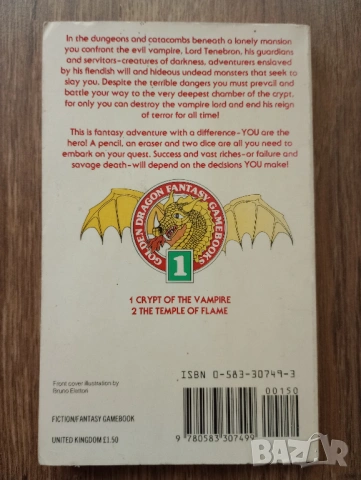 In the dungeons and catacombs beneath a lonely mansion
you confront the evil vampire, Lord Tenebron, his guardians
and servitors-creatures of darkness, adventurers enslaved by
his fiendish will and hideous undead monsters that seek to
slay you. Despite the terrible dangers you must prevail and
battle your way to the very deepest chamber of the crypt,
for only you can destroy the vampire lord and end his reign
of terror for all time!
This is fantasy adventure with a difference-YOU are the
hero! A pencil, an eraser and two dice are all you need to
embark on your quest. Success and vast riches-or failure and
savage death-will depend on the decisions YOU make!
GOLDEN DRAGON FANTASY GAMEBOOKS
1
1 CRYPT OF THE VAMPIRE
2 THE TEMPLE OF FLAME
ISBN 0-583-30749-3
00150
Front cover illustration by
Bruno Elettori
FICTION/FANTASY GAMEBOOK
UNITED KINGDOM £1.50
9 780583 307499
BAZAR